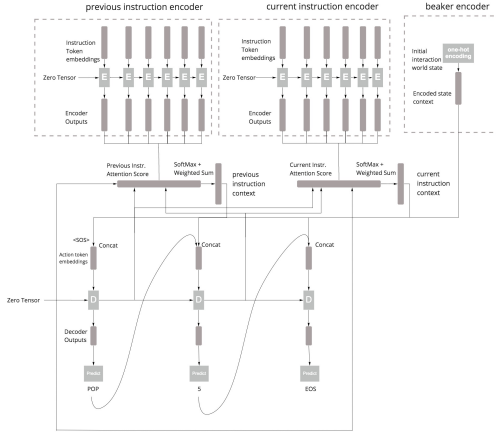 previous instruction encoder
current instruction encoder
beaker encoder
Instruction
Token
embeddings
Zero Tensor
E E E E E E
Encoder
Outputs
Instruction
Token
embeddings
Zero Tensor
E E E E E E
Encoder
Outputs
Initial
interaction
world state
one-hot
encoding
Encoded state
context
Previous Instr.
Attention Score
SoftMax +
Weighted Sum
previous
instruction
context
Current Instr.
Attention Score
SoftMax +
Weighted Sum
current
instruction
context
<SOS>
Action token
embeddings
Concat
Concat
Concat
Zero Tensor
D D D
Decoder
Outputs
Predict Predict Predict
POP 5 EOS